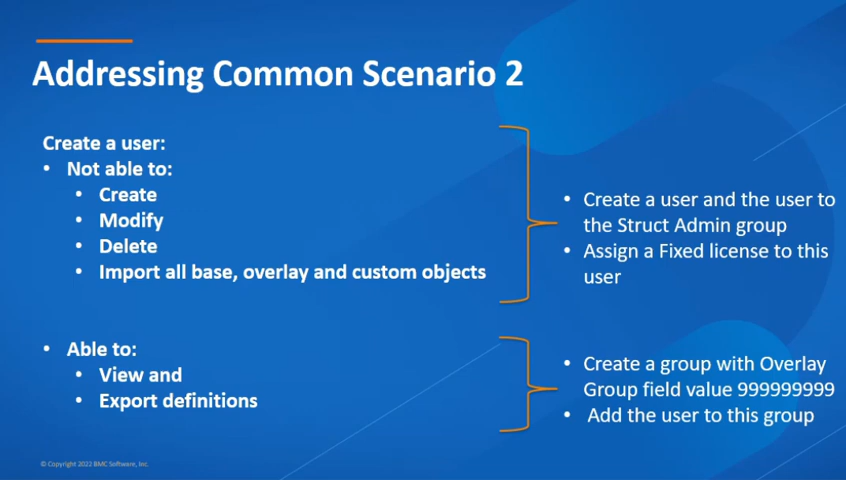 Addressing Common Scenario 2
Create a user:
• Not able to:
• Create
• Modify
• Delete
• Import all base, overlay and custom objects
• Create a user and the user to
the Struct Admin group
• Assign a Fixed license to this
user
• Able to:
• View and
• Export definitions
• Create a group with Overlay
Group field value 999999999
• Add the user to this group
© Copyright 2022 BMC Software, Inc.